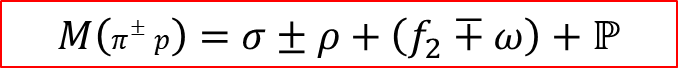 M(π± p) = σ ± ρ + (f₂ ∓ ω) + ℙ